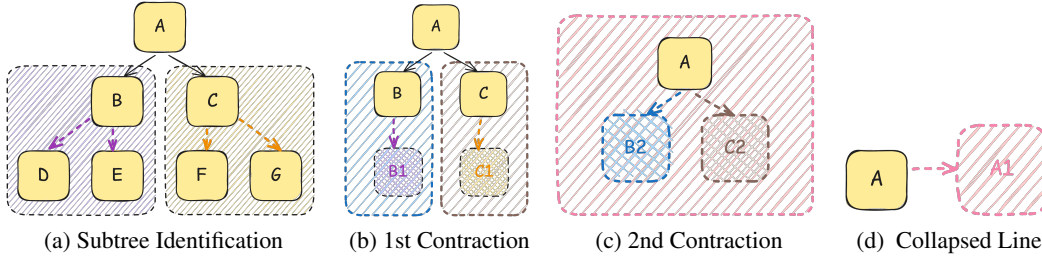 A
B
C
D
E
F
G
(a) Subtree Identification
A
B
C
B1
C1
(b) 1st Contraction
A
B2
C2
(c) 2nd Contraction
A
A1
(d) Collapsed Line